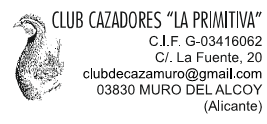 CLUB CAZADORES “LA PRIMITIVA”
C.I.F. G-03416062
C/. La Fuente, 20
clubdecazamuro@gmail.com
03830 MURO DEL ALCOY
(Alicante)